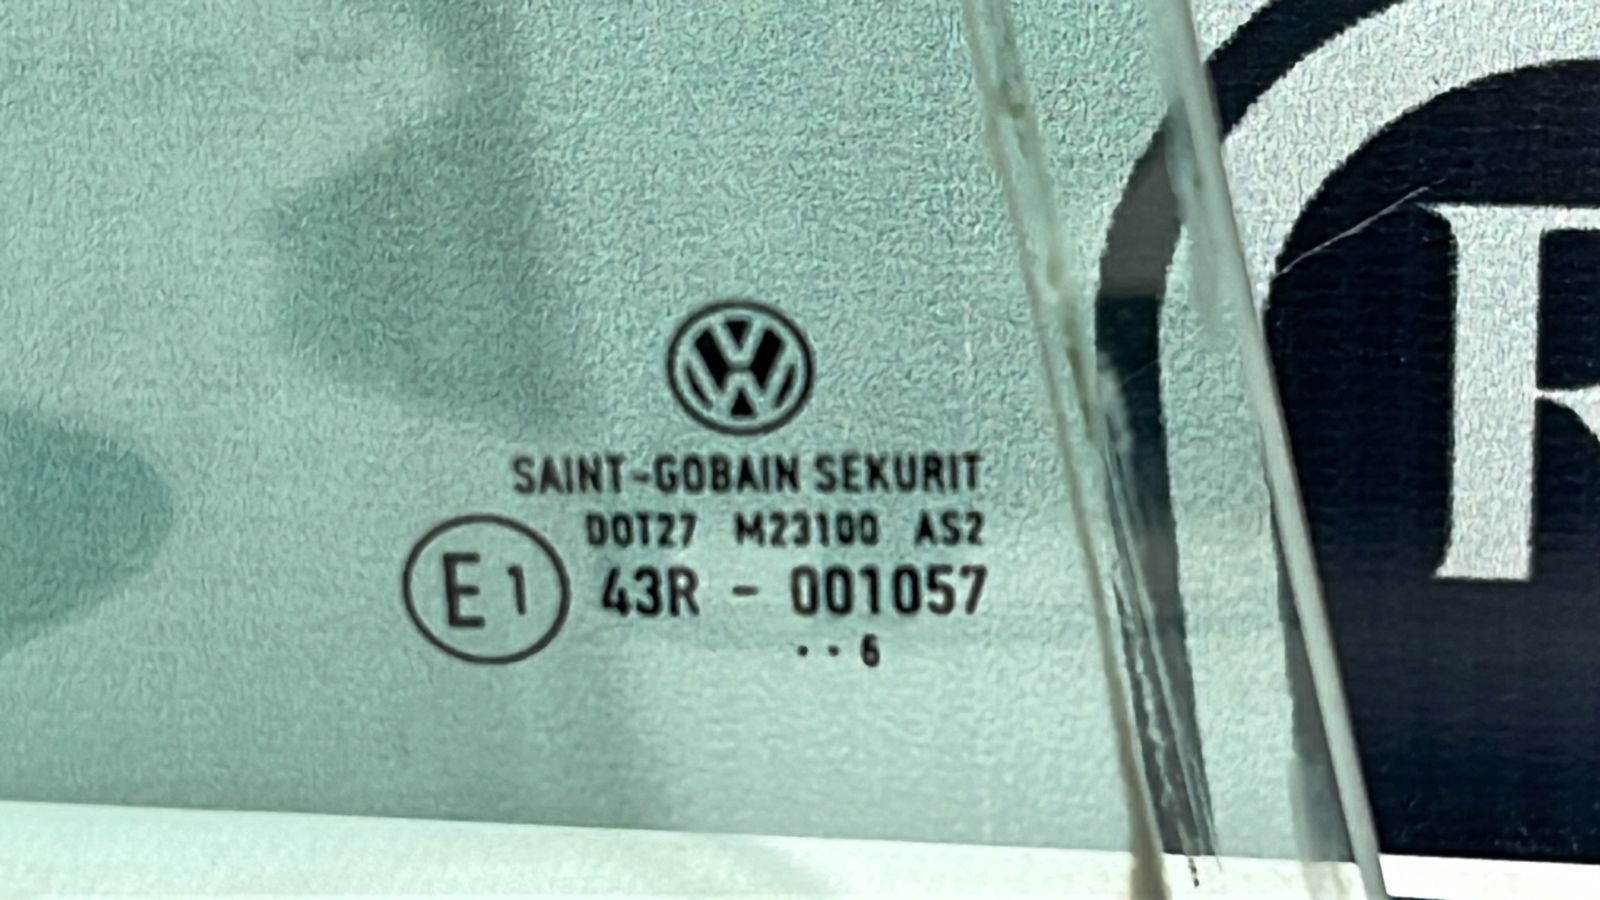 SAINT-GOBAIN SEKURIT
DOT27 M23100 AS2
E1 43R - 001057
· · 6
R